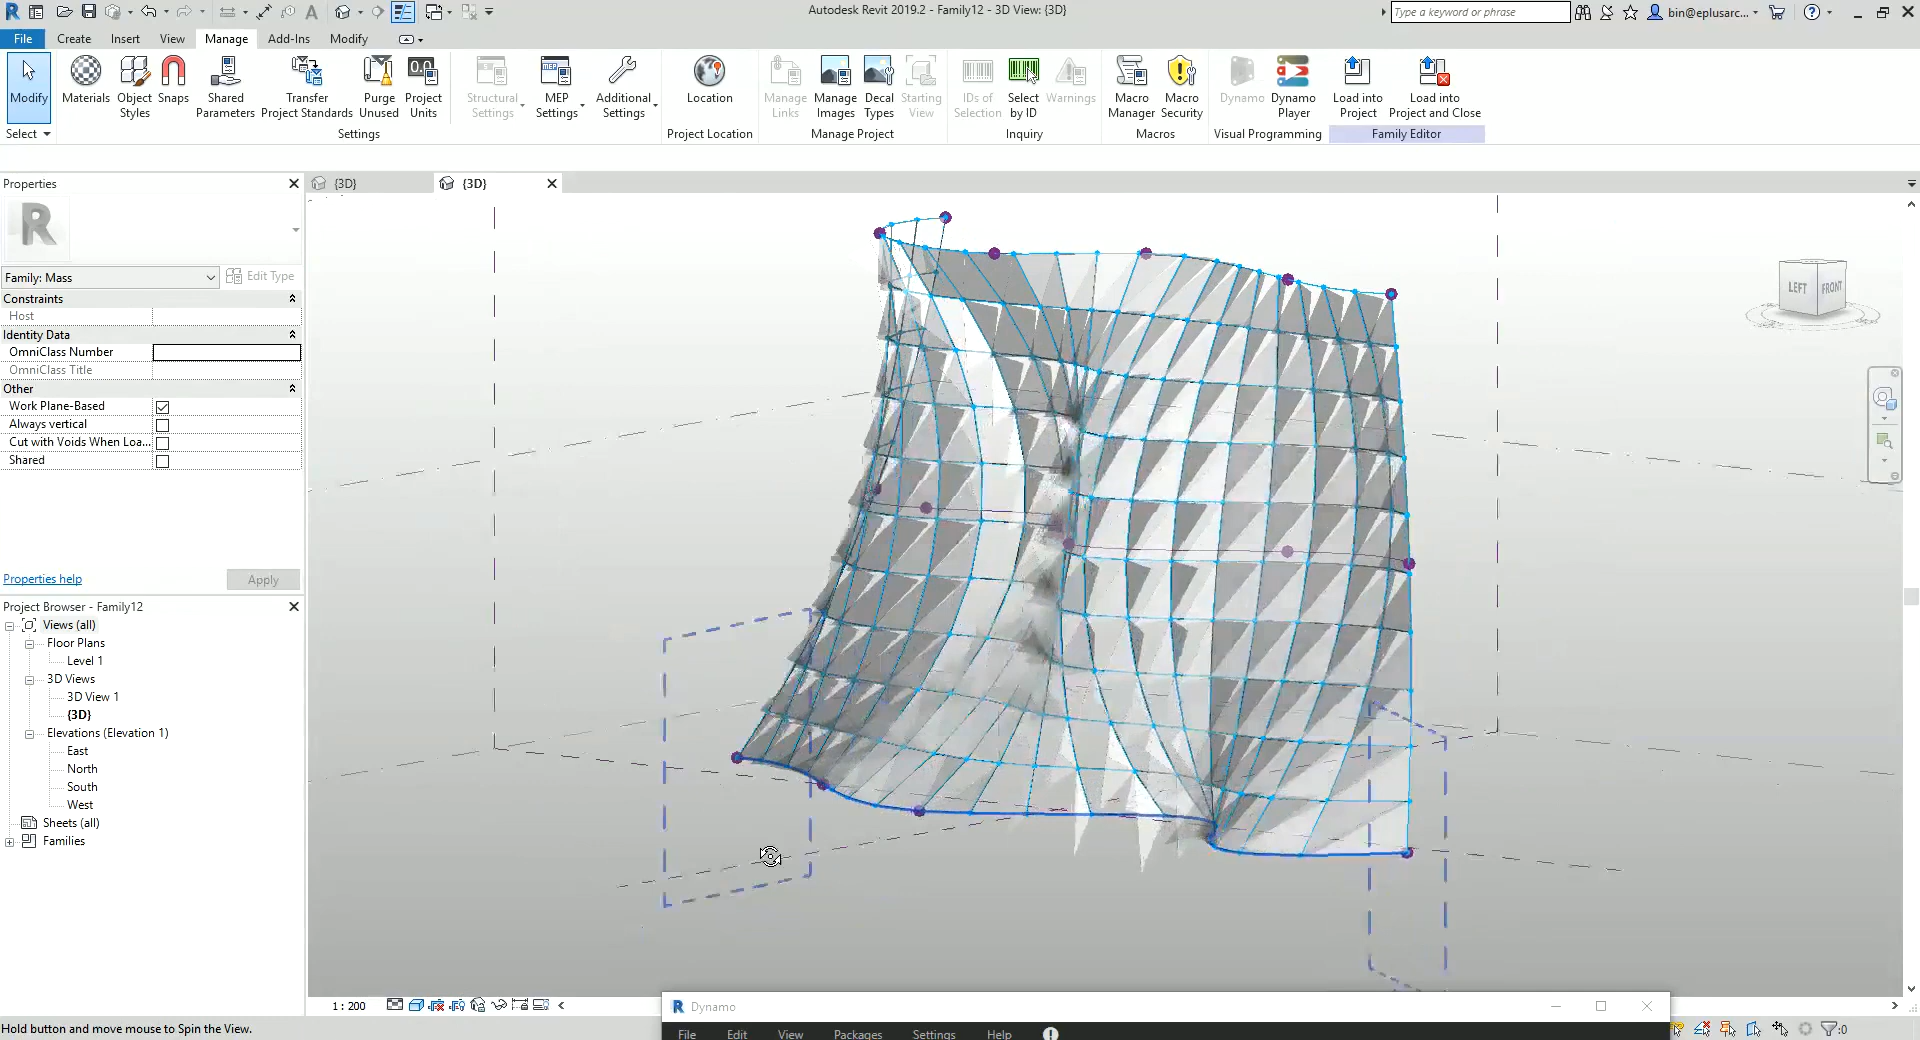 Autodesk Revit 2019.2 - Family12 - 3D View: {3D}
Type a keyword or phrase
bin@eplusarc...
File Create Insert View Manage Add-Ins Modify
Modify
Materials
Object Styles
Snaps
Shared Parameters
Transfer Project Standards
Purge Unused
Project Units
Structural Settings
MEP Settings
Additional Settings
Location
Manage Links
Manage Images
Decal Types
Starting View
IDs of Selection
Select by ID
Warnings
Macro Manager
Macro Security
Dynamo
Dynamo Player
Load into Project
Load into Project and Close
Select
Settings
Project Location
Manage Project
Inquiry
Macros
Visual Programming
Family Editor
Properties
{3D}
{3D}
R
Family: Mass
Edit Type
Constraints
Host
Identity Data
OmniClass Number
OmniClass Title
Other
Work Plane-Based
Always vertical
Cut with Voids When Loa...
Shared
Properties help
Apply
Project Browser - Family12
Views (all)
Floor Plans
Level 1
3D Views
3D View 1
{3D}
Elevations (Elevation 1)
East
North
South
West
Sheets (all)
Families
LEFT
FRONT
1 : 200
Dynamo
File Edit View Packages Settings Help
Hold button and move mouse to Spin the View.
:0